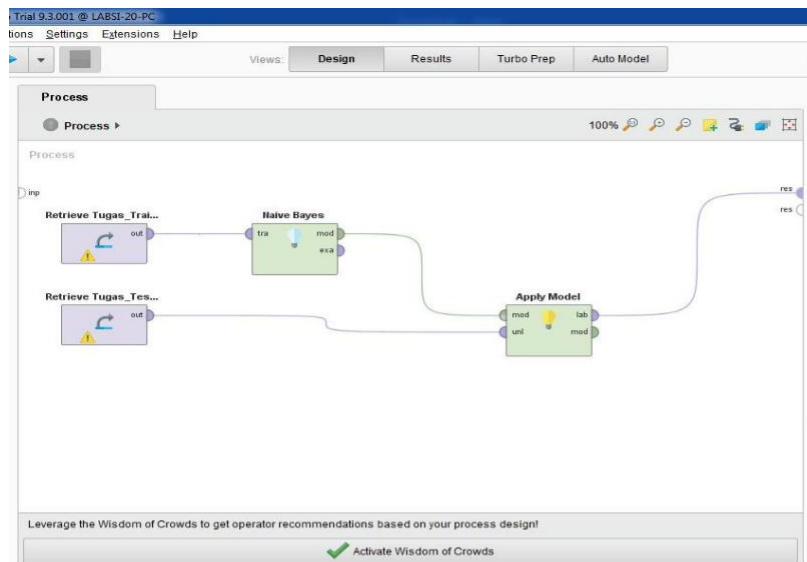 Trial 9.3.001 @ LABSI-20-PC
tions Settings Extensions Help
Views: Design Results Turbo Prep Auto Model
Process
Process
100%
Process
inp
res
res
Retrieve Tugas_Trai...
out
Naive Bayes
tra mod
exa
Retrieve Tugas_Tes...
out
Apply Model
mod lab
unl mod
Leverage the Wisdom of Crowds to get operator recommendations based on your process design!
Activate Wisdom of Crowds